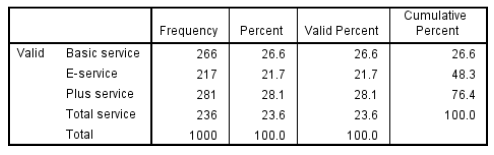 Frequency Percent Valid Percent Cumulative Percent
Valid Basic service 266 26.6 26.6 26.6
E-service 217 21.7 21.7 48.3
Plus service 281 28.1 28.1 76.4
Total service 236 23.6 23.6 100.0
Total 1000 100.0 100.0